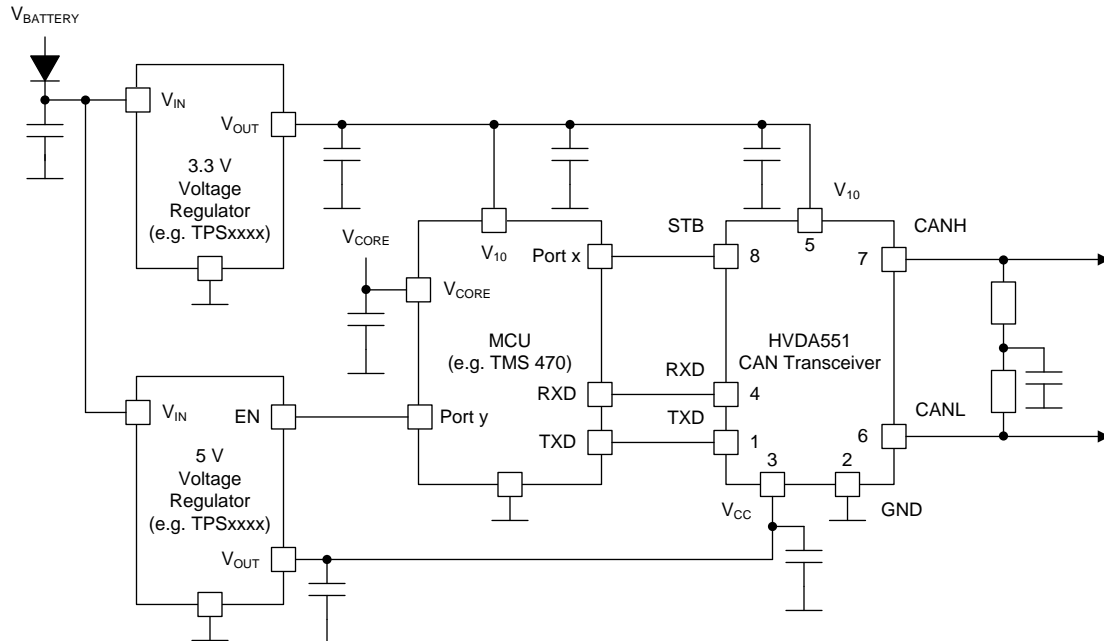 VBATTERY
VIN
VOUT
3.3 V
Voltage
Regulator
(e.g. TPSxxxx)
VCORE
V10
Port x
VCORE
MCU
(e.g. TMS 470)
RXD
TXD
Port y
STB
V10
5
8
7
CANH
HVDA551
CAN Transceiver
RXD
4
TXD
1
CANL
6
3
2
VCC
GND
VIN
EN
5 V
Voltage
Regulator
(e.g. TPSxxxx)
VOUT